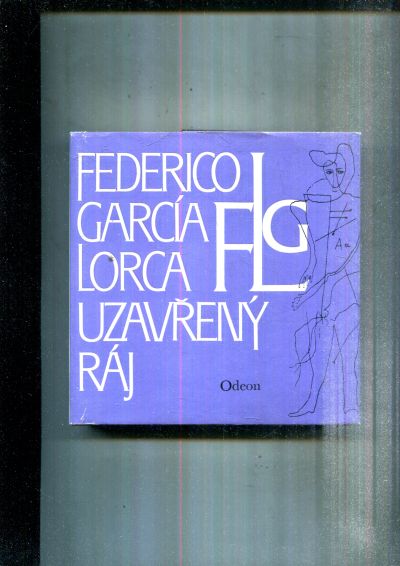 FEDERICO
GARCÍA
LORCA
UZAVŘENÝ
RÁJ
FLG
Odeon